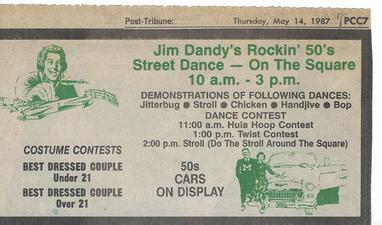 Post-Tribune: Thursday, May 14, 1987 PCC7
Jim Dandy's Rockin' 50's
Street Dance — On The Square
10 a.m. - 3 p.m.
DEMONSTRATIONS OF FOLLOWING DANCES:
Jitterbug ● Stroll ● Chicken ● Handjive ● Bop
DANCE CONTEST
11:00 a.m. Hula Hoop Contest
1:00 p.m. Twist Contest
2:00 p.m. Stroll (Do The Stroll Around The Square)
COSTUME CONTESTS
BEST DRESSED COUPLE
Under 21
BEST DRESSED COUPLE
Over 21
50s
CARS
ON DISPLAY
M